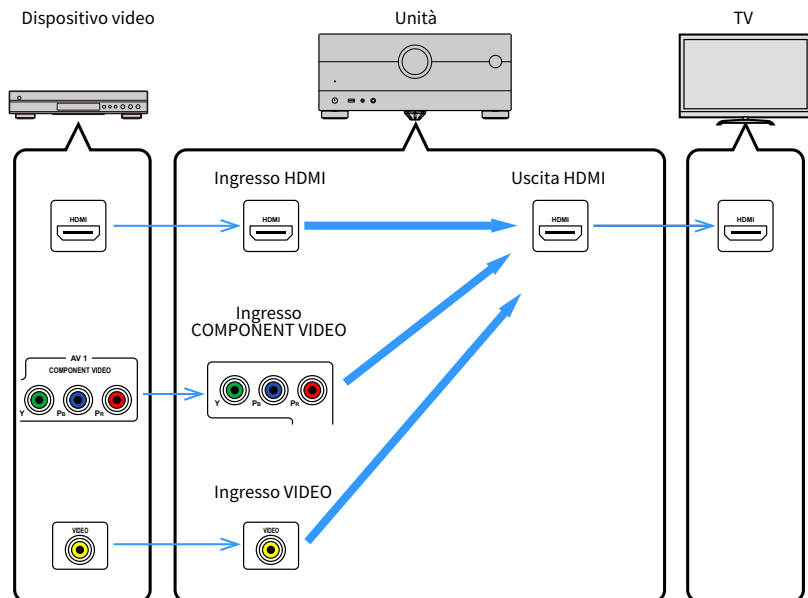 Dispositivo video
Unità
TV
Ingresso HDMI
Uscita HDMI
HDMI
HDMI
HDMI
HDMI
Ingresso
COMPONENT VIDEO
AV 1
COMPONENT VIDEO
Y PB PR
Y PB PR
Ingresso VIDEO
VIDEO
VIDEO